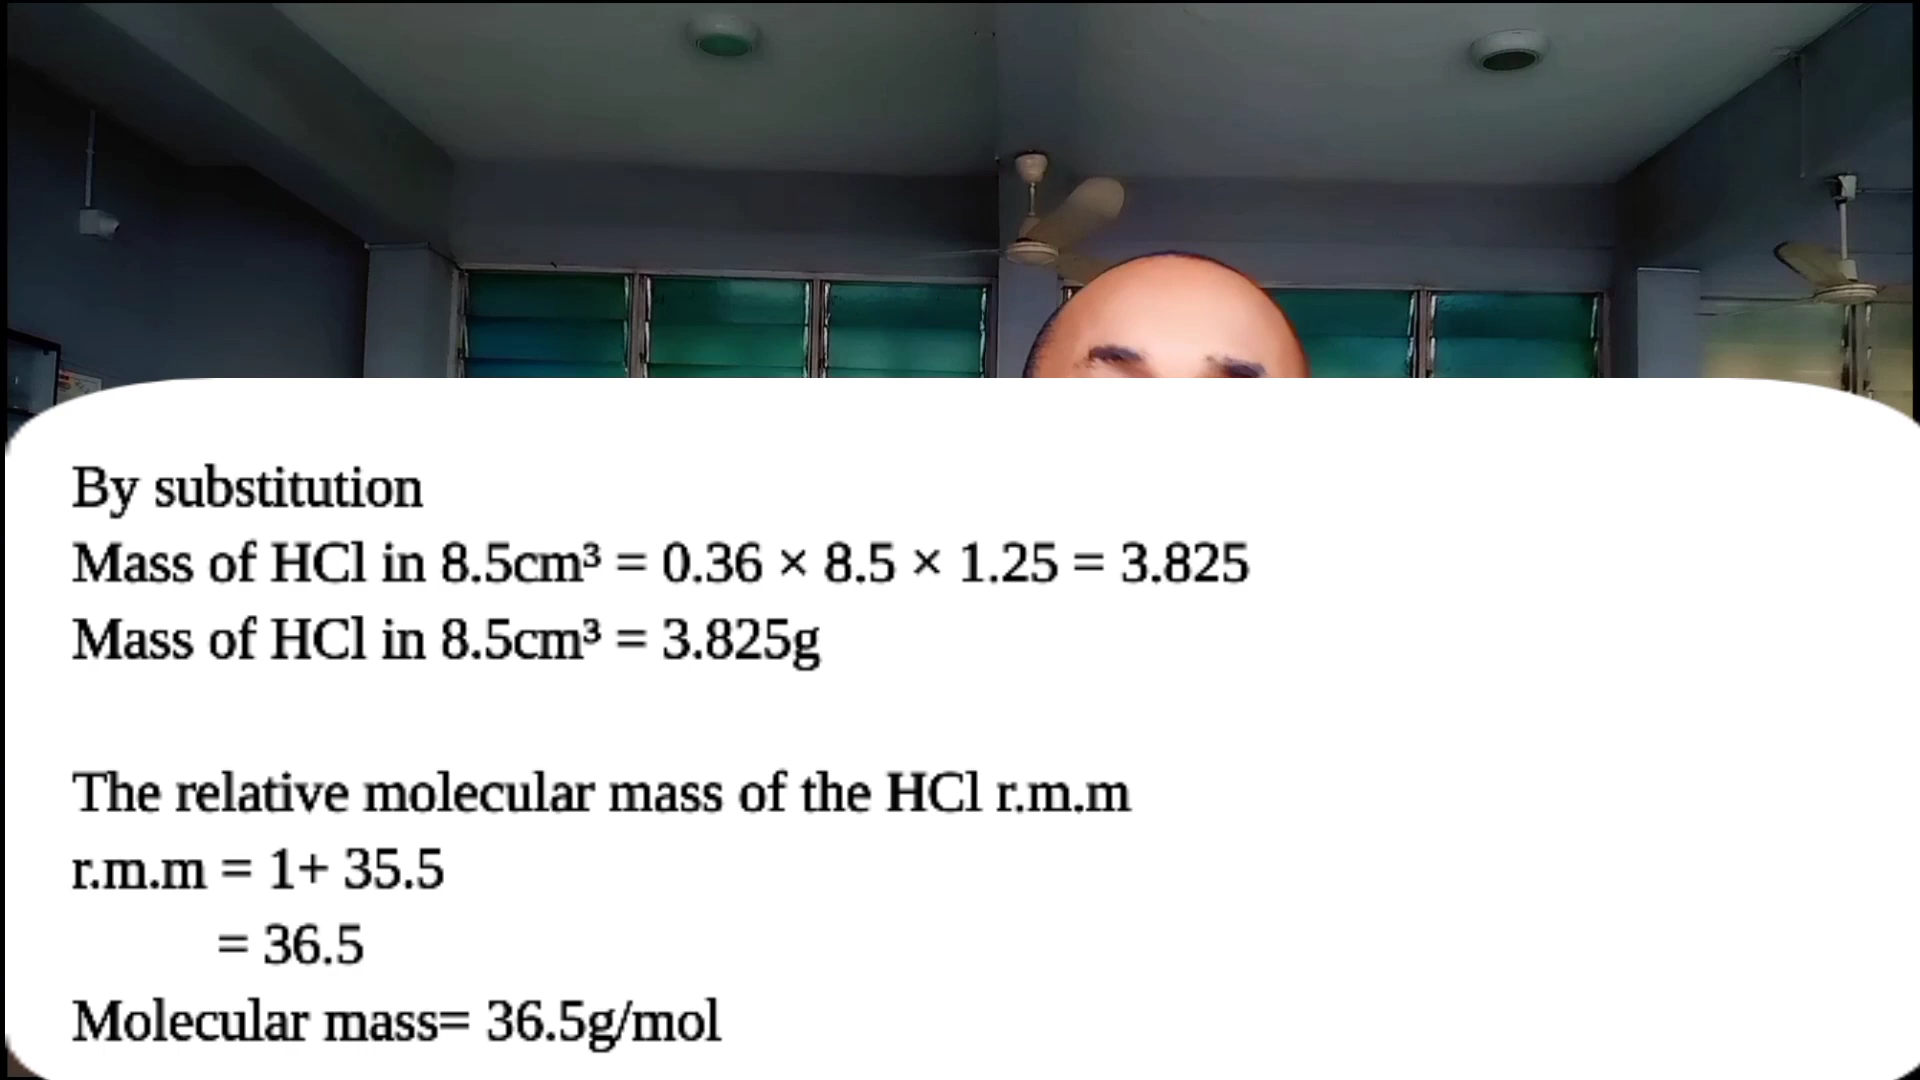 By substitution
Mass of HCl in 8.5cm³ = 0.36 × 8.5 × 1.25 = 3.825
Mass of HCl in 8.5cm³ = 3.825g
The relative molecular mass of the HCl r.m.m
r.m.m = 1+ 35.5
= 36.5
Molecular mass= 36.5g/mol